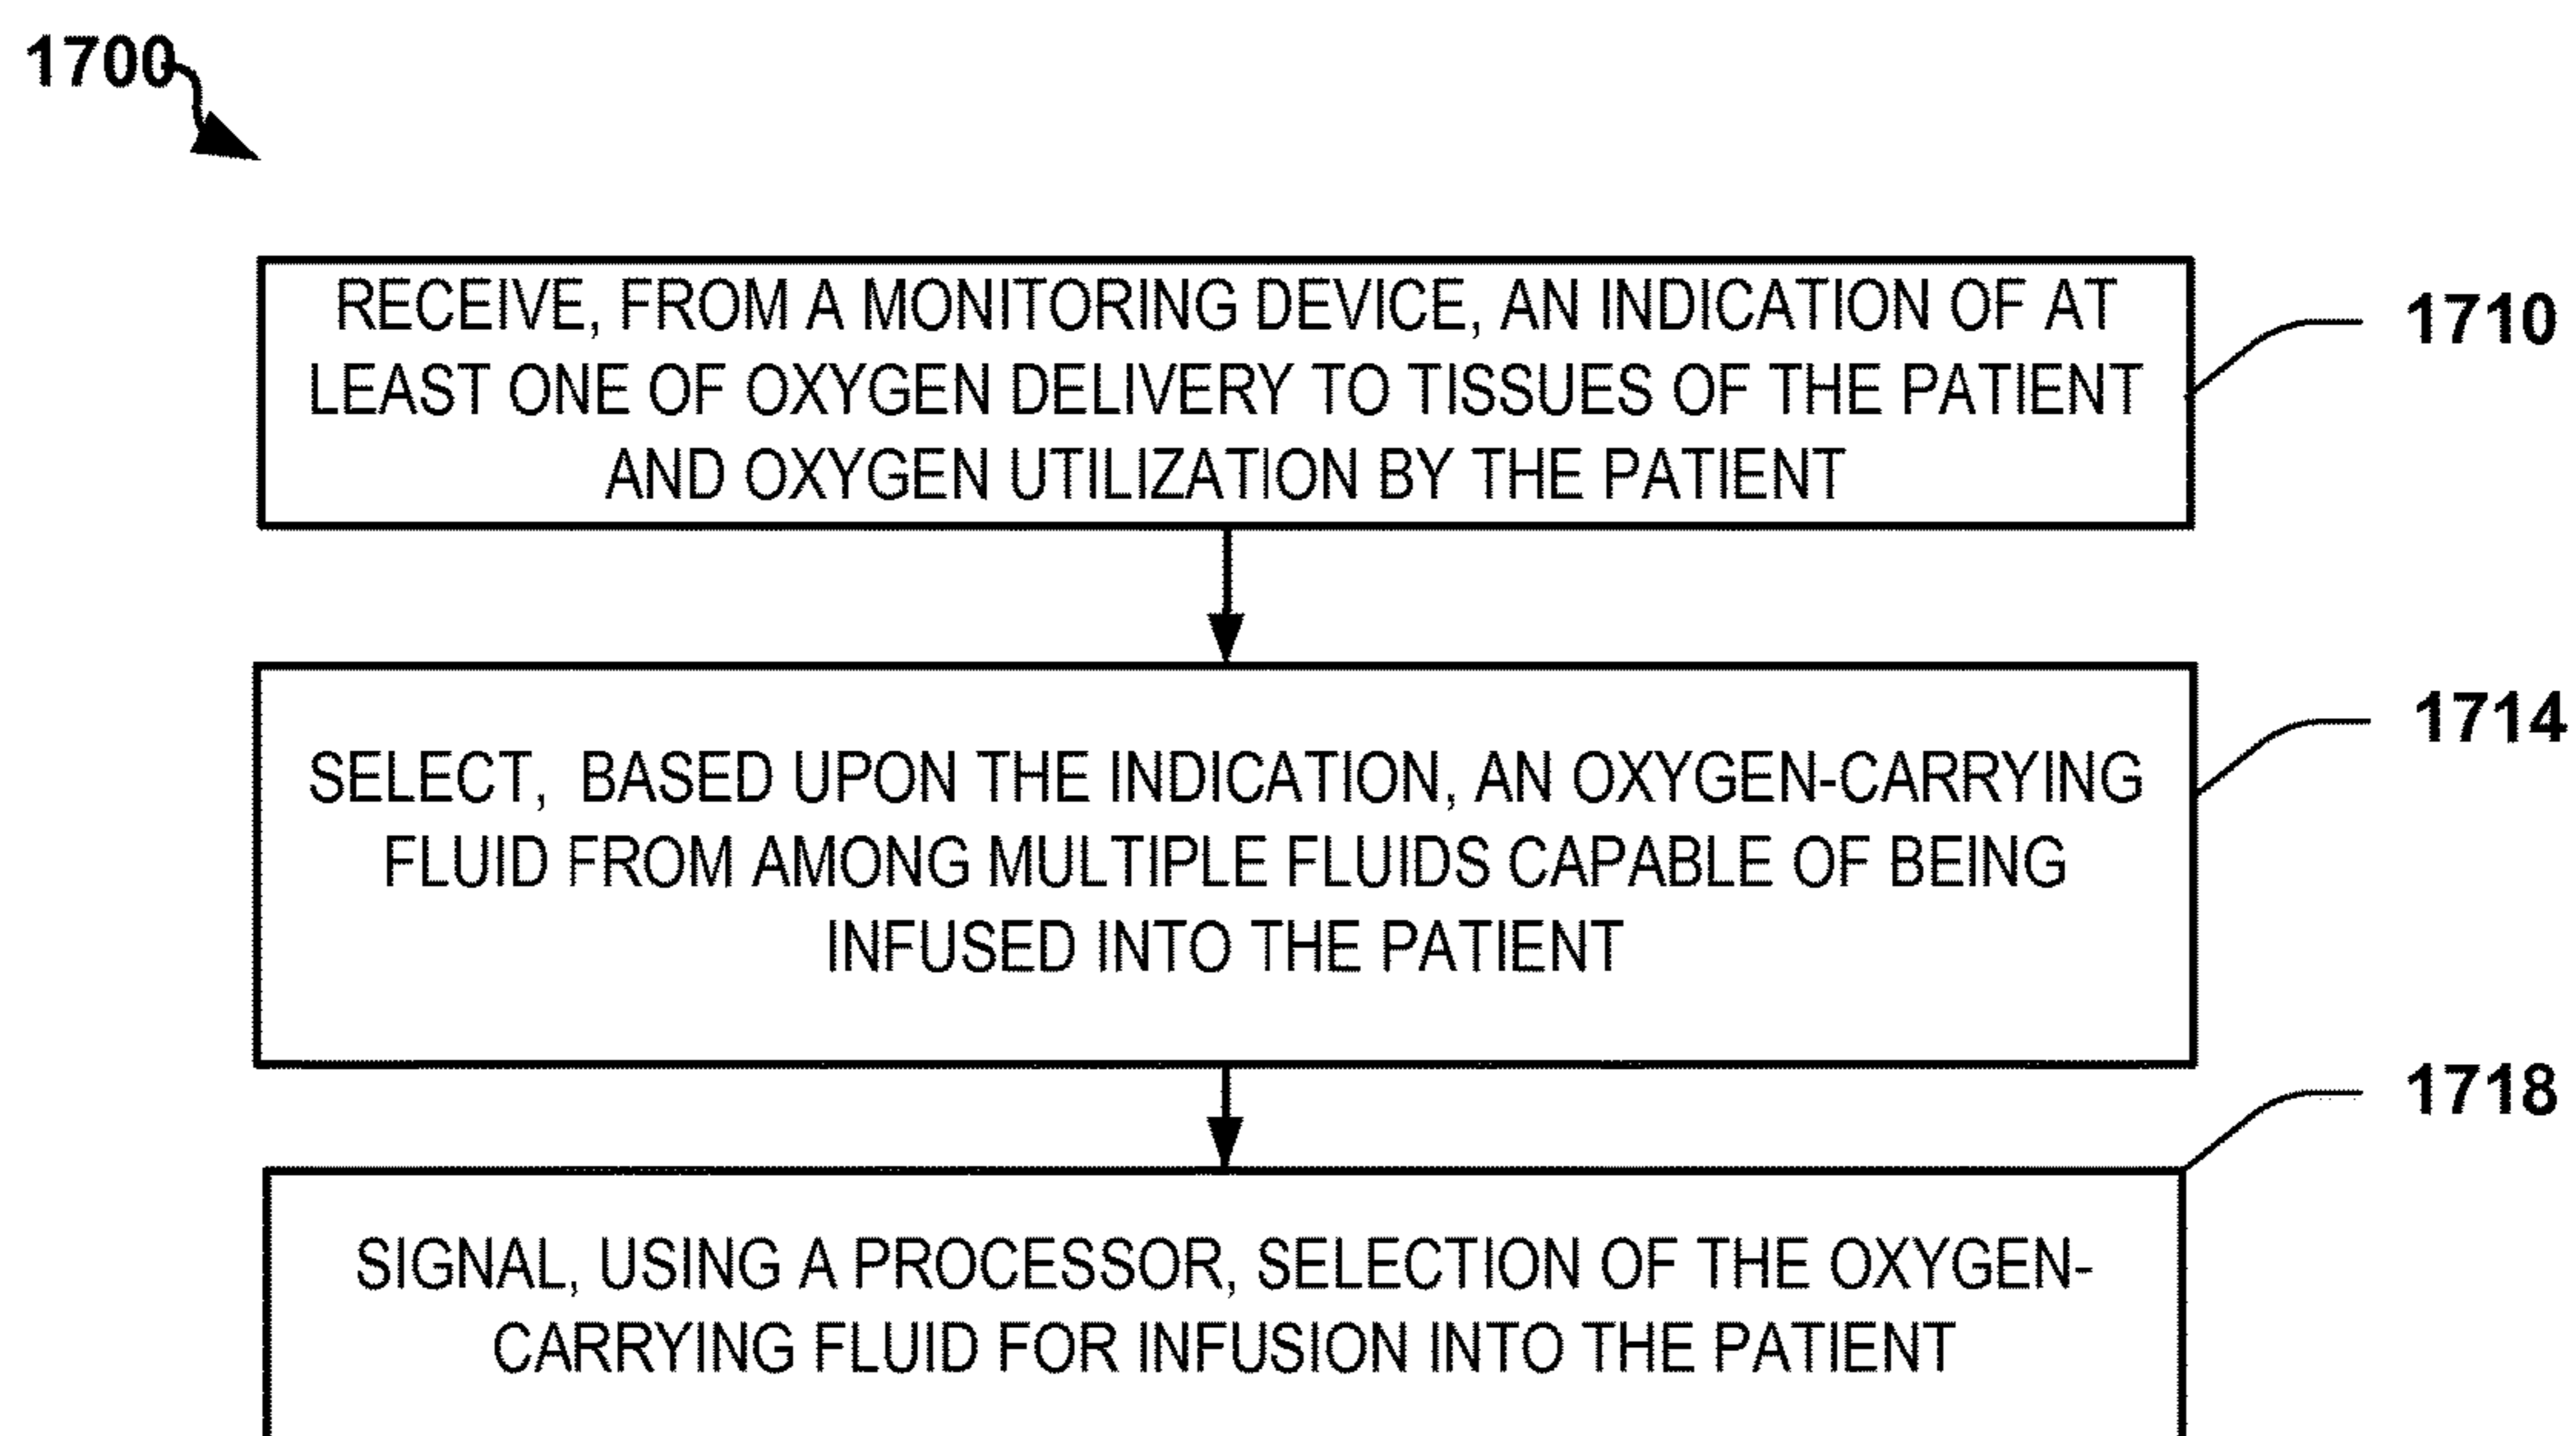 1700
RECEIVE, FROM A MONITORING DEVICE, AN INDICATION OF AT
LEAST ONE OF OXYGEN DELIVERY TO TISSUES OF THE PATIENT
AND OXYGEN UTILIZATION BY THE PATIENT
1710
SELECT, BASED UPON THE INDICATION, AN OXYGEN-CARRYING
FLUID FROM AMONG MULTIPLE FLUIDS CAPABLE OF BEING
INFUSED INTO THE PATIENT
1714
SIGNAL, USING A PROCESSOR, SELECTION OF THE OXYGEN-
CARRYING FLUID FOR INFUSION INTO THE PATIENT
1718